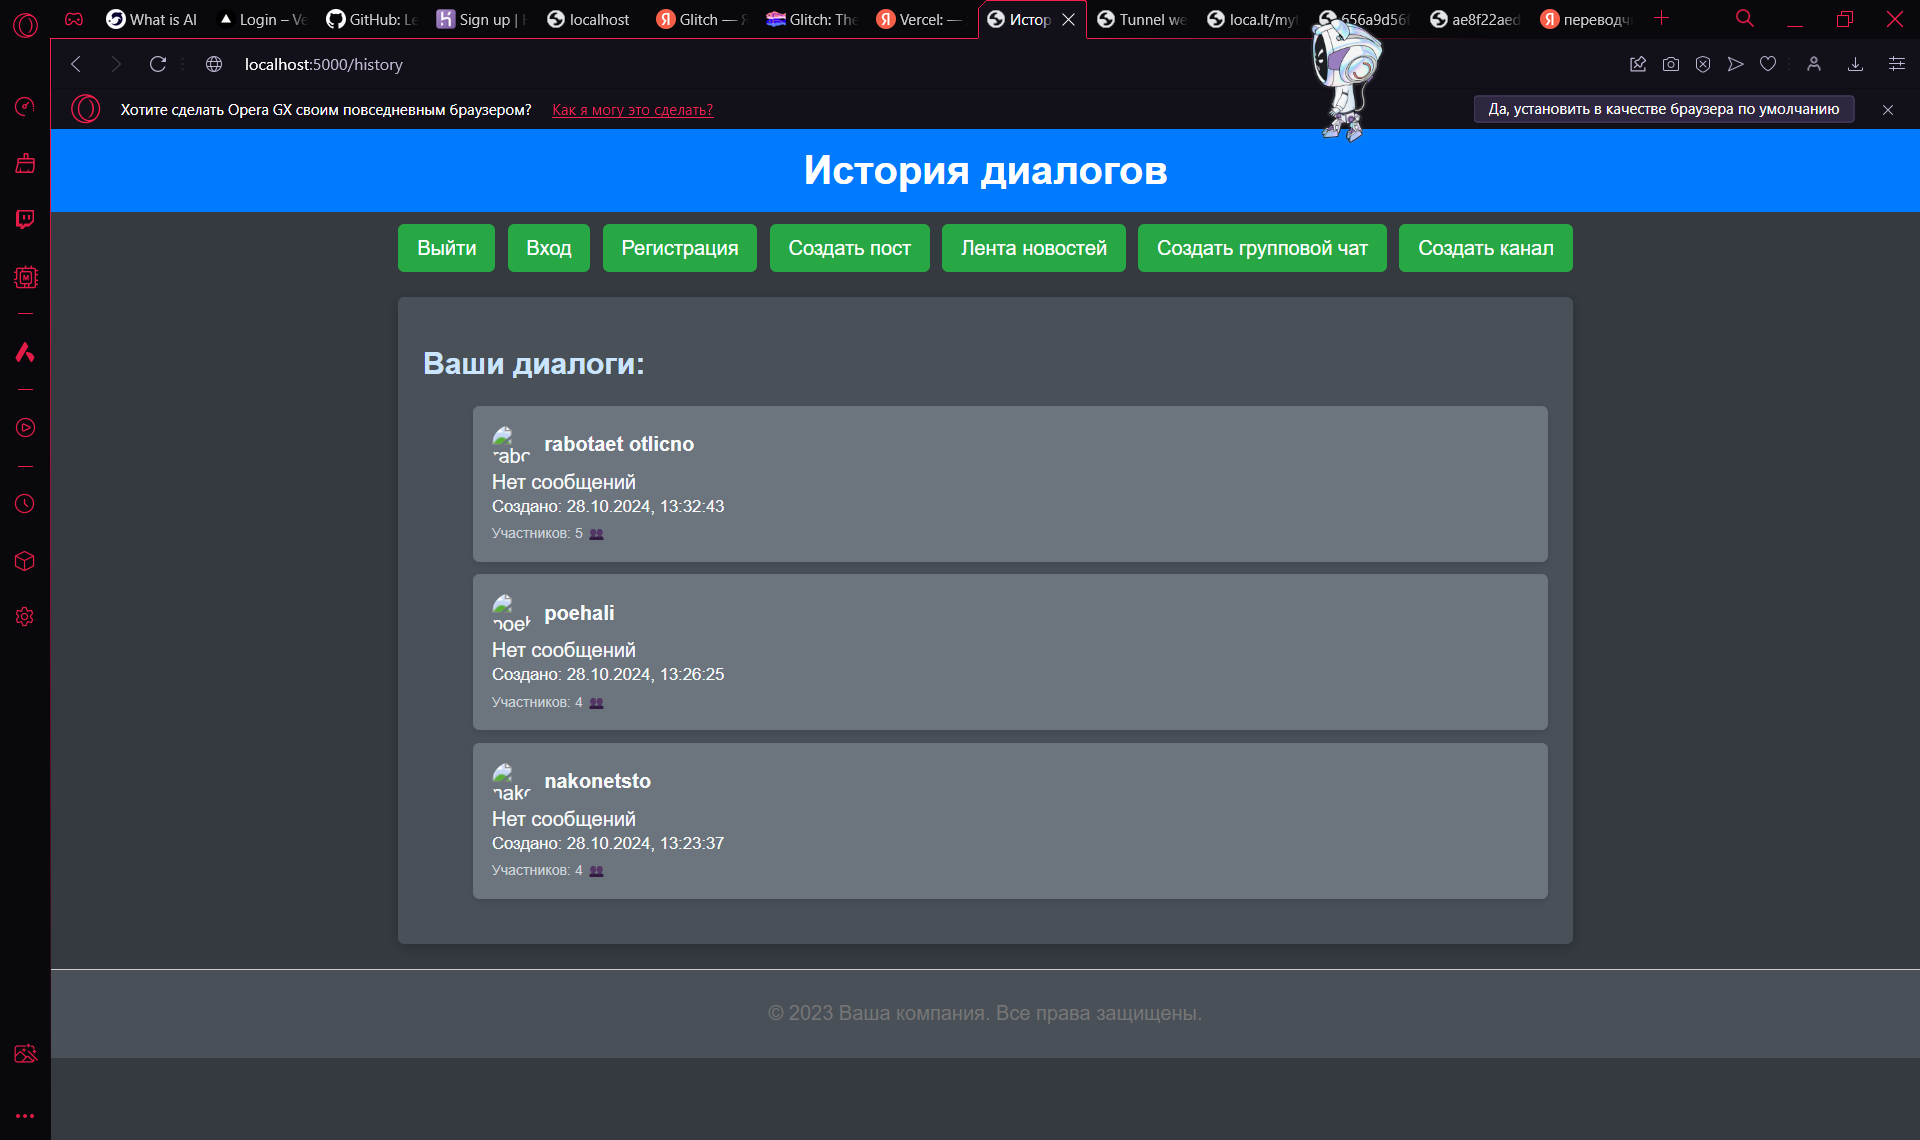 What is AI
Login – Ve
GitHub: Le
Sign up |
localhost
Glitch —
Glitch: The
Vercel: —
Истор
Tunnel we
loca.lt/myt
656a9d56
ae8f22aed
переводч
localhost:5000/history
Хотите сделать Opera GX своим повседневным браузером? Как я могу это сделать? Да, установить в качестве браузера по умолчанию
История диалогов
Выйти Вход Регистрация Создать пост Лента новостей Создать групповой чат Создать канал
Ваши диалоги:
rabotaet otlicno
Нет сообщений
Создано: 28.10.2024, 13:32:43
Участников: 5
poehali
Нет сообщений
Создано: 28.10.2024, 13:26:25
Участников: 4
nakonetsto
Нет сообщений
Создано: 28.10.2024, 13:23:37
Участников: 4
© 2023 Ваша компания. Все права защищены.